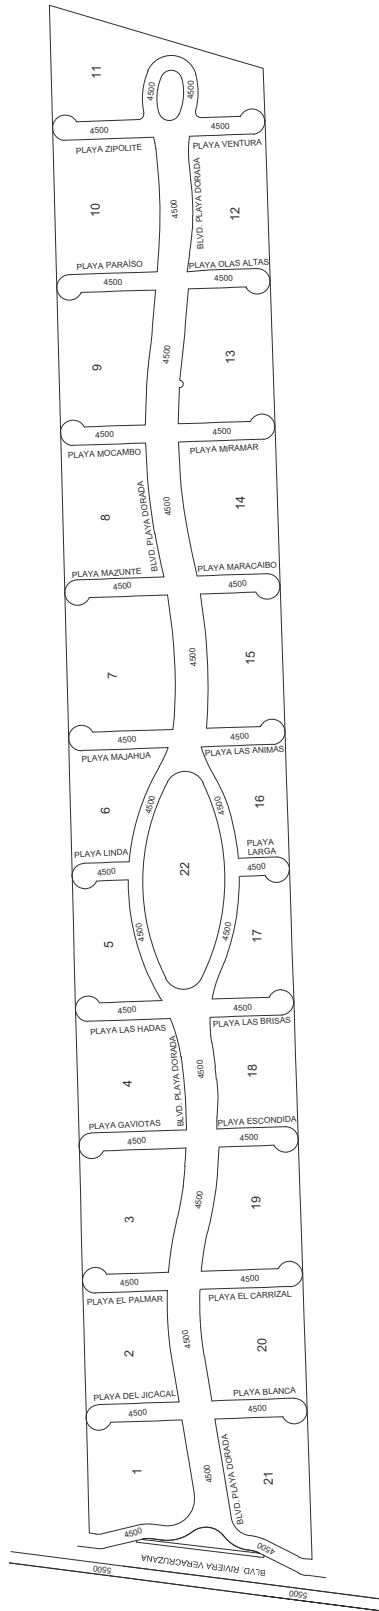 11
4500
4500
4500
4500
PLAYA ZIPOLITE
PLAYA VENTURA
10
4500
BLVD. PLAYA DORADA
12
PLAYA PARAÍSO
PLAYA OLAS ALTAS
4500
4500
9
4500
13
4500
4500
PLAYA MOCAMBO
PLAYA MIRAMAR
8
BLVD. PLAYA DORADA
4500
14
PLAYA MAZUNTE
PLAYA MARACAIBO
4500
4500
7
4500
15
4500
4500
PLAYA MAJAHUA
PLAYA LAS ANIMAS
6
4500
4500
16
PLAYA LINDA
PLAYA
LARGA
4500
4500
22
5
4500
4500
17
4500
4500
PLAYA LAS HADAS
PLAYA LAS BRISAS
4
BLVD. PLAYA DORADA
4500
18
PLAYA GAVIOTAS
PLAYA ESCONDIDA
4500
4500
3
4500
19
4500
4500
PLAYA EL PALMAR
PLAYA EL CARRIZAL
2
4500
20
PLAYA DEL JICACAL
PLAYA BLANCA
4500
4500
1
4500
BLVD. PLAYA DORADA
21
4500
4500
BLVD. RIVIERA VERACRUZANA
5500
5500